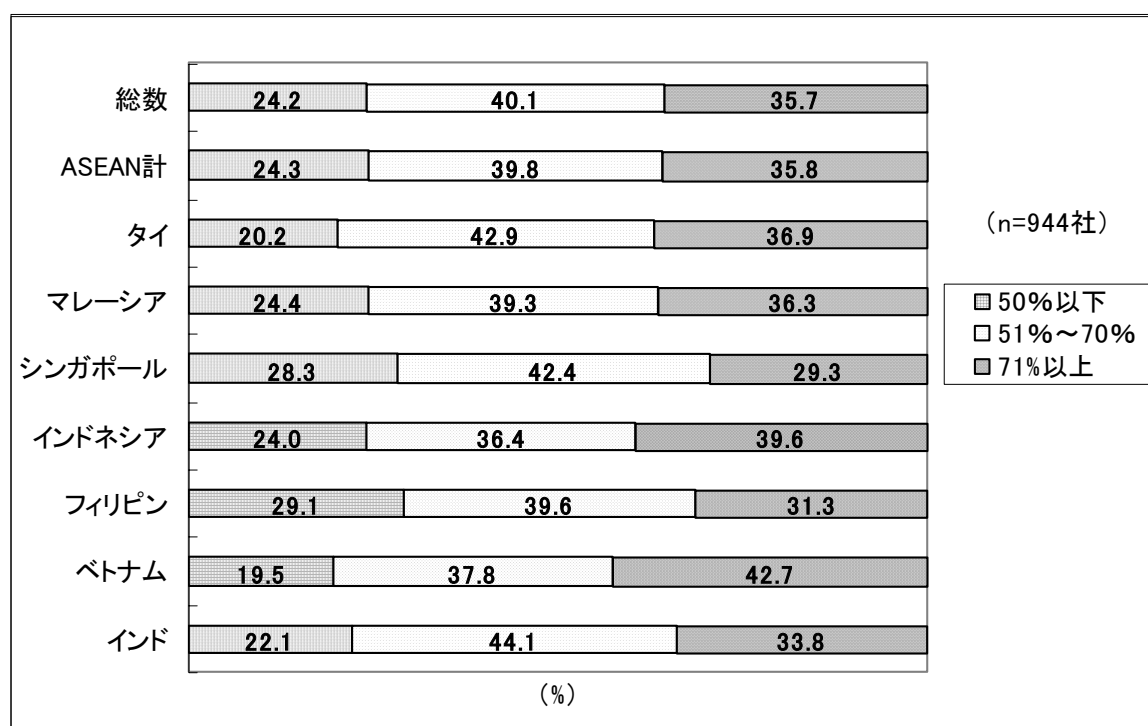 総数 24.2 40.1 35.7
ASEAN計 24.3 39.8 35.8
タイ 20.2 42.9 36.9
マレーシア 24.4 39.3 36.3
シンガポール 28.3 42.4 29.3
インドネシア 24.0 36.4 39.6
フィリピン 29.1 39.6 31.3
ベトナム 19.5 37.8 42.7
インド 22.1 44.1 33.8
(%)
(n=944社)
50%以下
51%～70%
71%以上